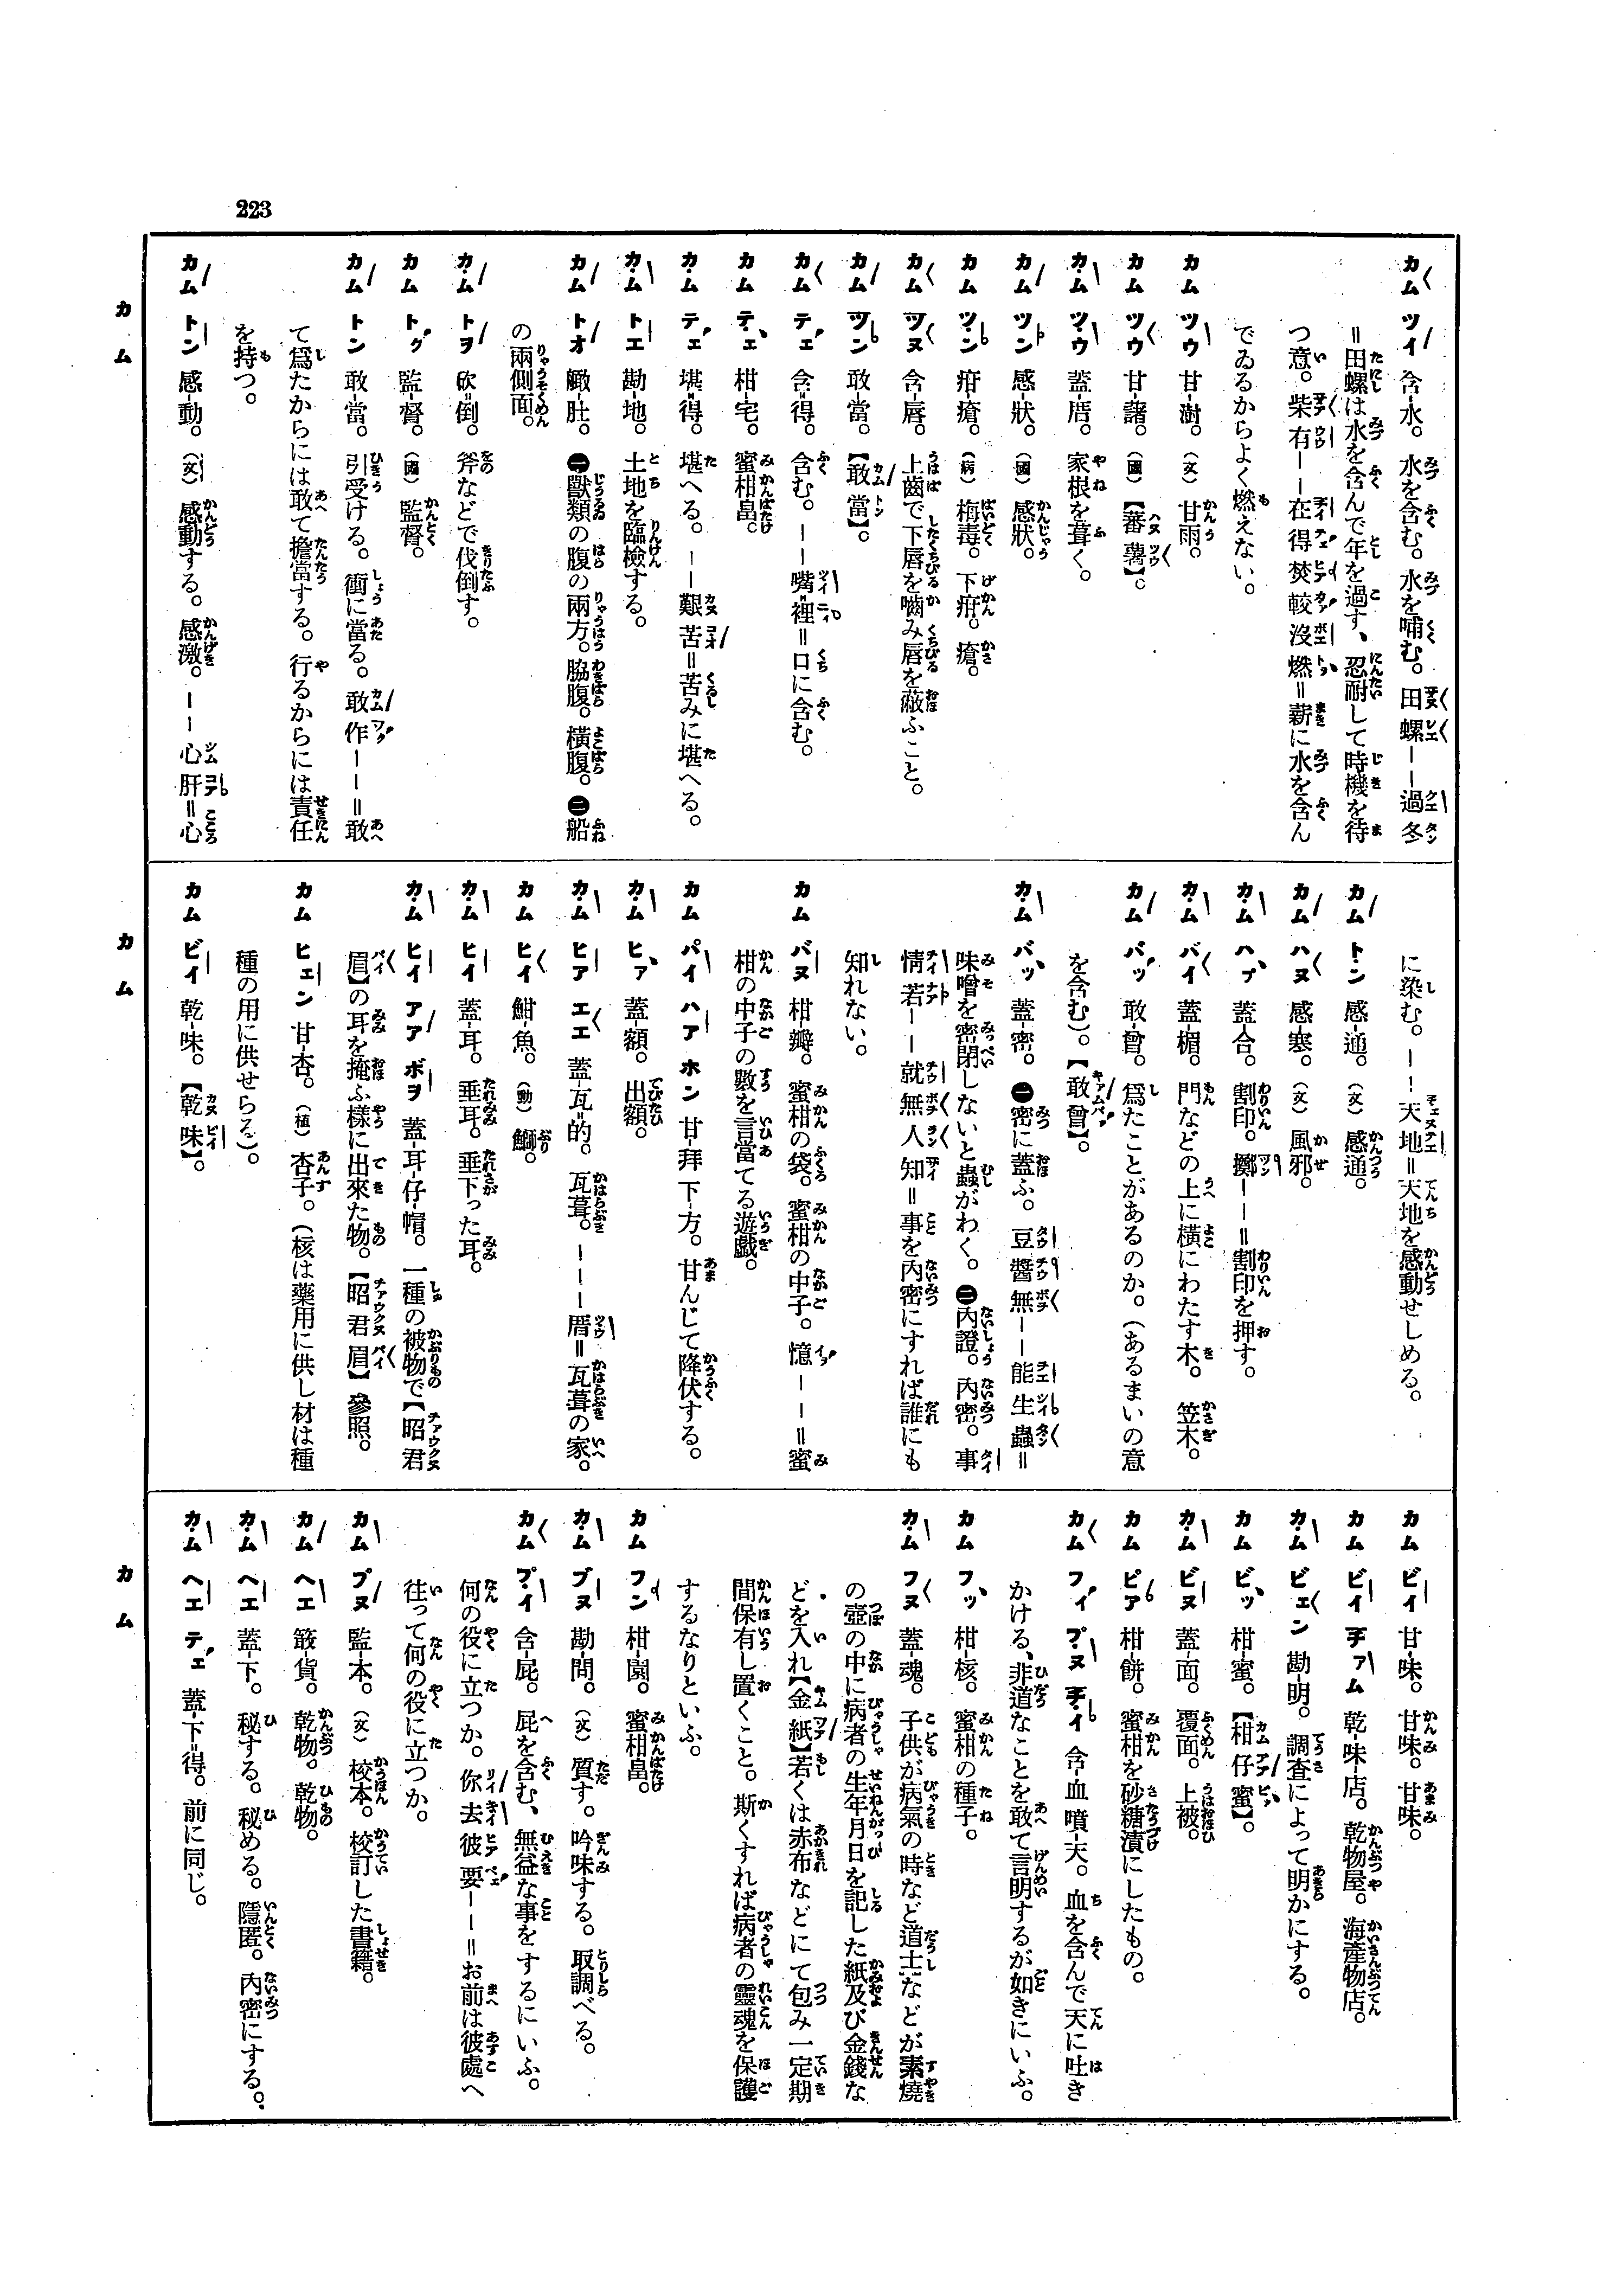 223
カム ツイ 含-水。 水を含む。水を哺む。田螺－－過冬
＝田螺は水を含んで年を過す、忍耐して時機を待
つ意。柴有－－在得焚較沒燃＝薪に水を含ん
でゐるからよく燃えない。
カム ツウ 甘-澍。（文）甘雨。
カム ツウ 甘-藷。（國）【蕃薯】。
カム ツウ 蓋-厝。 家根を葺く。
カム ツン 感-狀。（國）感狀。
カム ツン 疳-瘡。（病）梅毒。下疳。瘡。
カム ツヌ 含-唇。 上齒で下唇を嚙み唇を蔽ふこと。
カム ツン 敢-當。【敢當】。
カム テェ 含=得。 含む。－－嘴裡＝口に含む。
カム テェ 柑-宅。 蜜柑畠。
カム テェ 堪=得。 堪へる。－－艱苦＝苦みに堪へる。
カム トエ 勘-地。 土地を臨檢する。
カム トオ 㔶-肚。 ㊀獸類の腹の兩方。脇腹。橫腹。㊁船
の兩側面。
カム トヲ 砍=倒。 斧などで伐倒す。
カム トク 監-督。（國）監督。
カム トン 敢-當。 引受ける。衝に當る。敢作－－＝敢
て爲たからには敢て擔當する。行るからには責任
を持つ。
カム トン 感-動。（文）感動する。感激。－－心肝＝心
に染む。－－天地＝天地を感動せしめる。
カム トン 感-通。（文）感通。
カム ハヌ 感-寒。（文）風邪。
カム ハプ 蓋-合。 割印。擲－－＝割印を押す。
カム バイ 蓋-楣。 門などの上に橫にわたす木。笠木。
カム バッ 敢-曾。 爲たことがあるのか。（あるまいの意
を含む）。【敢曾】。
カム バッ 蓋-密。 ㊀密に蓋ふ。豆醬無－－能生蟲＝
味噌を密閉しないと蟲がわく。㊁內證。內密。事
情若－－就無人知＝事を內密にすれば誰にも
知れない。
カム バヌ 柑-瓣。 蜜柑の袋。蜜柑の中子。憶－－＝蜜
柑の中子の數を言當てる遊戲。
カム パイ ハア ホン 甘-拜下-方。甘んじて降伏する。
カム ヒァ 蓋-額。 出額。
カム ヒア エエ 蓋-瓦=的。 瓦葺。－－－厝＝瓦葺の家。
カム ヒイ 魽-魚。（動）鰤。
カム ヒイ 蓋-耳。 垂耳。垂下った耳。
カム ヒイ アア ボヲ 蓋-耳-仔-帽。 一種の被物で【昭君
眉】の耳を掩ふ樣に出來た物。【昭君眉】參照。
カム ヒェン 甘-杏。（植）杏子。（核は藥用に供し材は種
種の用に供せらる）。
カム ビイ 乾-味。【乾味】。
カム ビイ 甘-味。 甘味。甘味。
カム ビイ チァム 乾-味-店。 乾物屋。海產物店。
カム ビェン 勘-明。 調査によって明かにする。
カム ビッ 柑-蜜。【柑仔蜜】。
カム ビヌ 蓋-面。 覆面。上被。
カム ピア 柑-餅。 蜜柑を砂糖漬にしたもの。
カム フィ プヌ チイ 含-血噴-天。 血を含んで天に吐き
かける、非道なことを敢て言明するが如きにいふ。
カム フッ 柑-核。 蜜柑の種子。
カム フヌ 蓋-魂。 子供が病氣の時など道士などが素燒
の壺の中に病者の生年月日を記した紙及び金錢な
どを入れ【金紙】若くは赤布などにて包み一定期
間保有し置くこと。斯くすれば病者の靈魂を保護
するなりといふ。
カム フン 柑-園。 蜜柑畠。
カム ブヌ 勘-問。（文）質す。吟味する。取調べる。
カム プイ 含-屁。 屁を含む、無益な事をするにいふ。
何の役に立つか。你去彼要－－＝お前は彼處へ
往って何の役に立つか。
カム プヌ 監-本。（文）校本。校訂した書籍。
カム ヘエ 𥴊-貨。 乾物。乾物。
カム ヘエ 蓋-下。 秘する。秘める。隱匿。內密にする。
カム ヘエ テェ 蓋-下=得。前に同じ。
カム
カム
カム